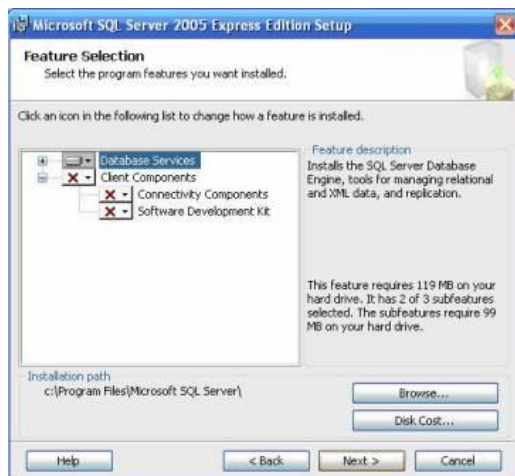 Microsoft SQL Server 2005 Express Edition Setup
Feature Selection
Select the program features you want installed.
Click an icon in the following list to change how a feature is installed.
Database Services
Client Components
Connectivity Components
Software Development Kit
Feature description
Installs the SQL Server Database
Engine, tools for managing relational
and XML data, and replication.
This feature requires 119 MB on your
hard drive. It has 2 of 3 subfeatures
selected. The subfeatures require 99
MB on your hard drive.
Installation path
c:\Program Files\Microsoft SQL Server\
Browse...
Disk Cost...
Help
< Back
Next >
Cancel